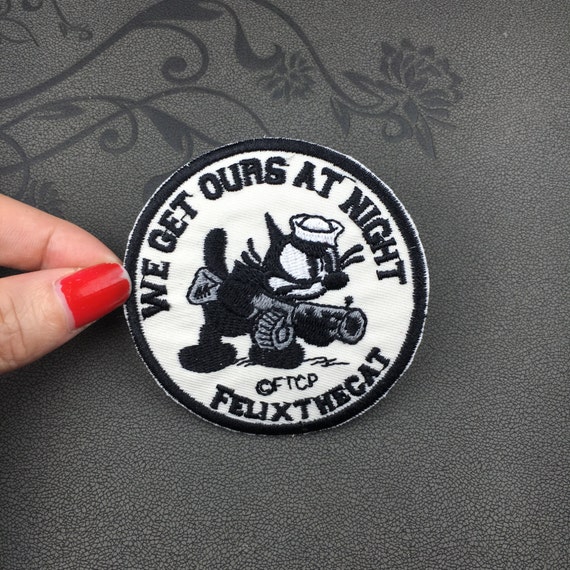 WE GET OURS AT NIGHT
©FTCP
FELIXTHECAT